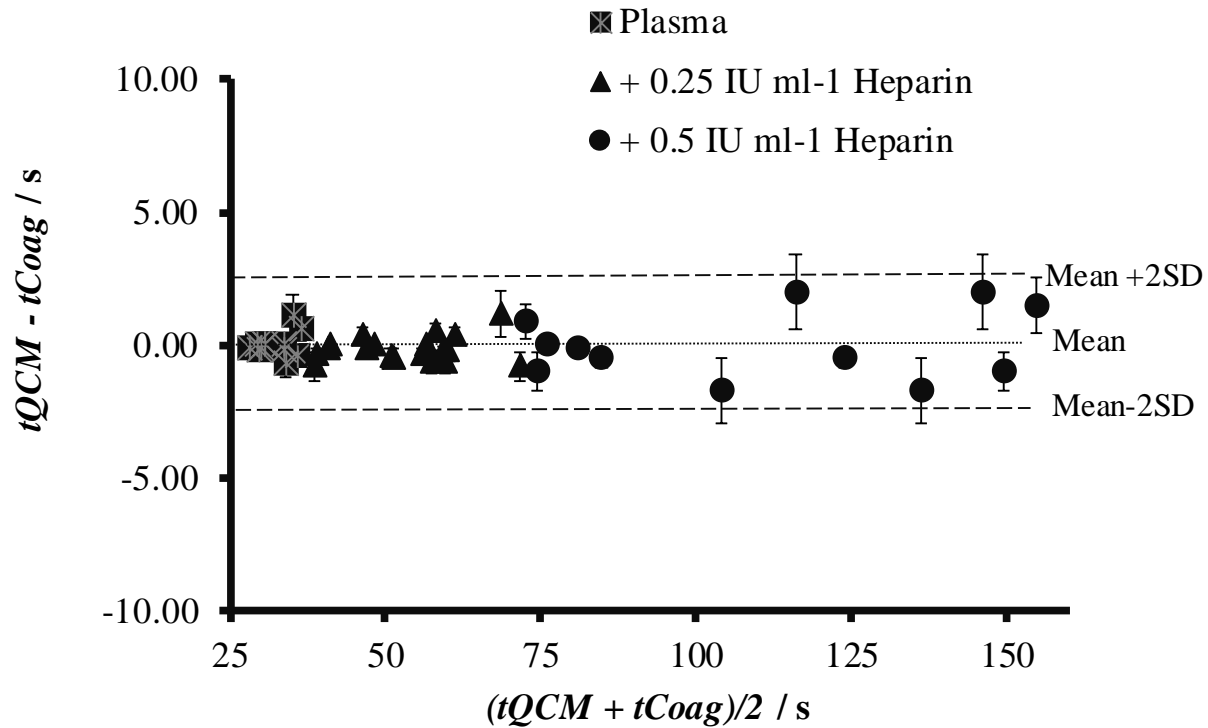 Plasma
+ 0.25 IU ml-1 Heparin
+ 0.5 IU ml-1 Heparin
10.00
5.00
0.00
-5.00
-10.00
tQCM - tCoag / s
Mean +2SD
Mean
Mean-2SD
25 50 75 100 125 150
(tQCM + tCoag)/2 / s